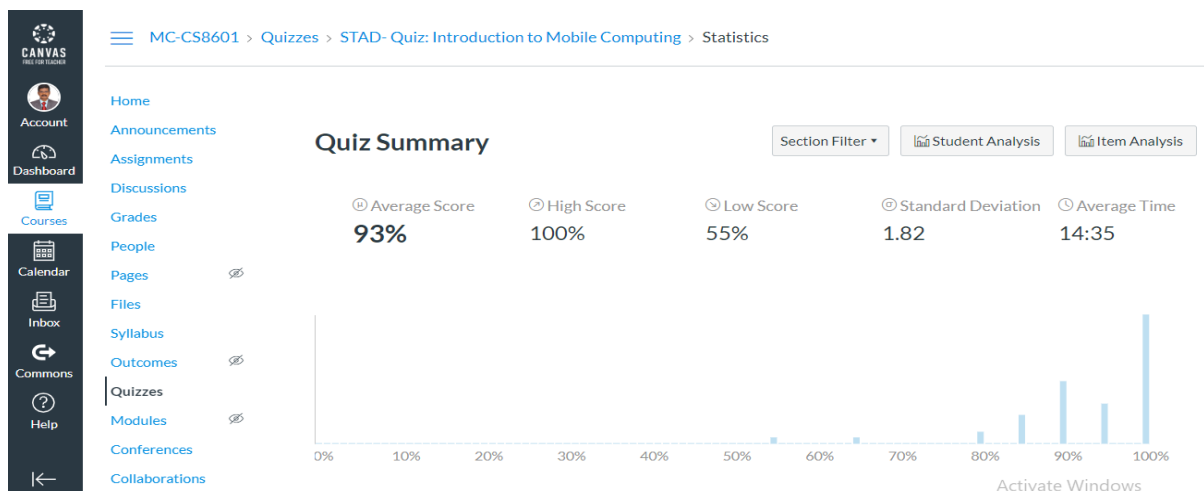 CANVAS
FREE FOR TEACHER
Account
Dashboard
Courses
Calendar
Inbox
Commons
Help
MC-CS8601 > Quizzes > STAD- Quiz: Introduction to Mobile Computing > Statistics
Home
Announcements
Assignments
Discussions
Grades
People
Pages
Files
Syllabus
Outcomes
Quizzes
Modules
Conferences
Collaborations
Quiz Summary
Section Filter
Student Analysis
Item Analysis
μ Average Score
High Score
Low Score
σ Standard Deviation
Average Time
93%
100%
55%
1.82
14:35
0% 10% 20% 30% 40% 50% 60% 70% 80% 90% 100%
Activate Windows